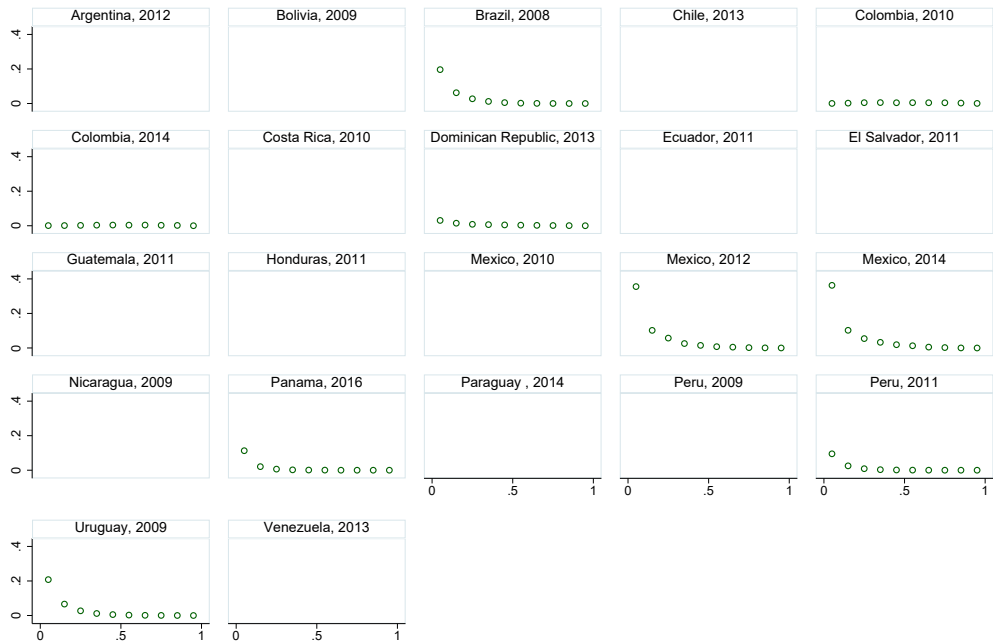 Argentina, 2012
Bolivia, 2009
Brazil, 2008
Chile, 2013
Colombia, 2010
.4
.2
0
Colombia, 2014
Costa Rica, 2010
Dominican Republic, 2013
Ecuador, 2011
El Salvador, 2011
.4
.2
0
Guatemala, 2011
Honduras, 2011
Mexico, 2010
Mexico, 2012
Mexico, 2014
.4
.2
0
Nicaragua, 2009
Panama, 2016
Paraguay , 2014
Peru, 2009
Peru, 2011
.4
.2
0
0 .5 1
0 .5 1
0 .5 1
Uruguay, 2009
Venezuela, 2013
.4
.2
0
0 .5 1
0 .5 1